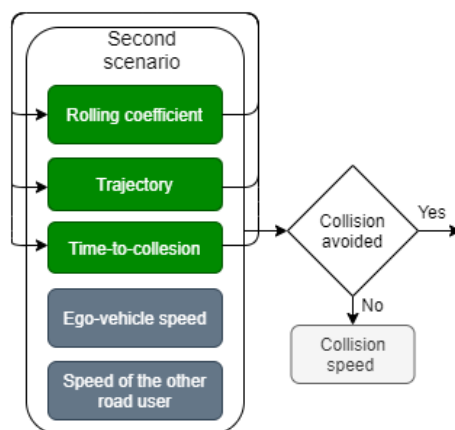 Second
scenario
Rolling coefficient
Trajectory
Time-to-collesion
Ego-vehicle speed
Speed of the other
road user
Collision
avoided
Yes
No
Collision
speed